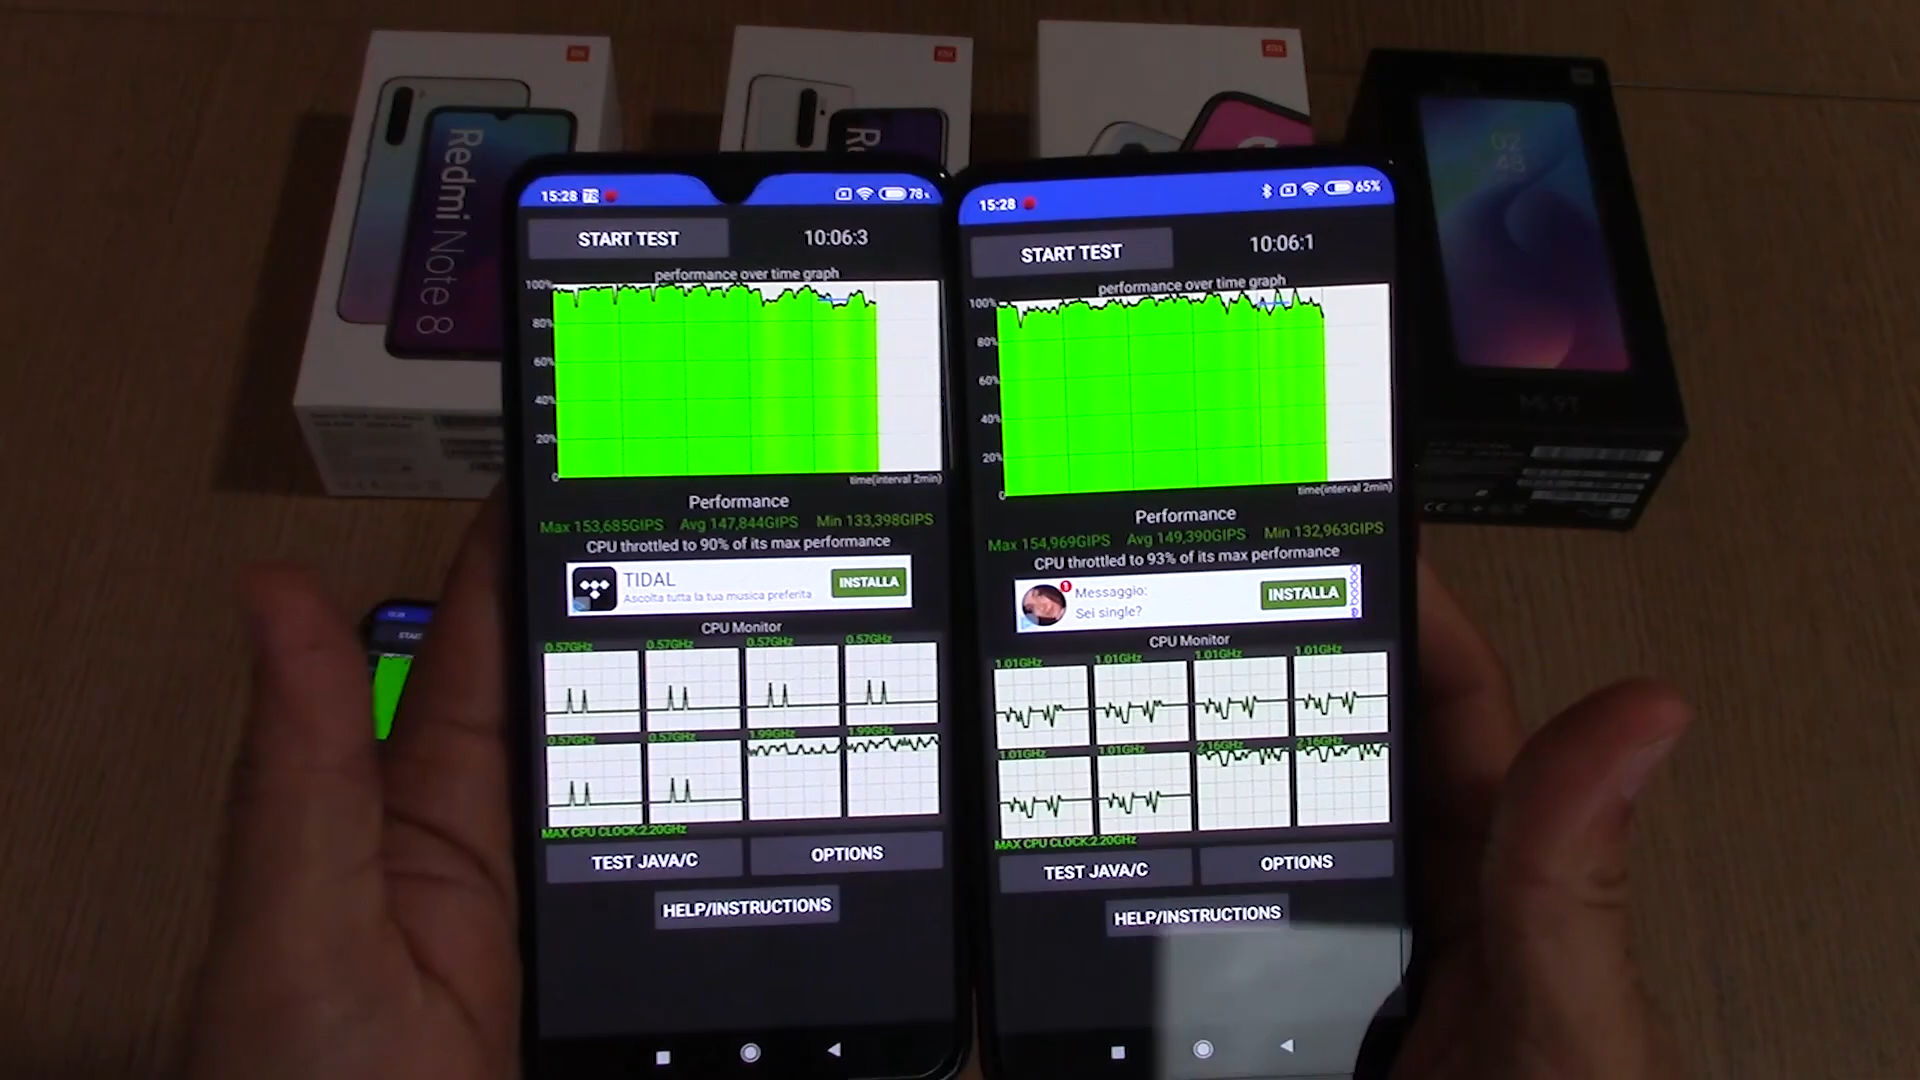 Redmi Note 8
R
02
48
Mi 9T
15:28 78
78%
START TEST
10:06:3
performance over time graph
100%
80%
60%
40%
20%
0
time(interval 2min)
Performance
Max 153,685GIPS Avg 147,844GIPS Min 133,398GIPS
CPU throttled to 90% of its max performance
TIDAL
Ascolta tutta la tua musica preferita
INSTALLA
CPU Monitor
0.57GHz 0.57GHz 0.57GHz 0.57GHz
0.57GHz 0.57GHz 1.99GHz 1.99GHz
MAX CPU CLOCK:2.20GHz
TEST JAVA/C
OPTIONS
HELP/INSTRUCTIONS
15:28
65%
START TEST
10:06:1
performance over time graph
100%
80%
60%
40%
20%
0
time(interval 2min)
Performance
Max 154,969GIPS Avg 149,390GIPS Min 132,963GIPS
CPU throttled to 93% of its max performance
1
Messaggio:
Sei single?
INSTALLA
badoo
CPU Monitor
1.01GHz 1.01GHz 1.01GHz 1.01GHz
1.01GHz 1.01GHz 2.16GHz 2.16GHz
MAX CPU CLOCK:2.20GHz
TEST JAVA/C
OPTIONS
HELP/INSTRUCTIONS